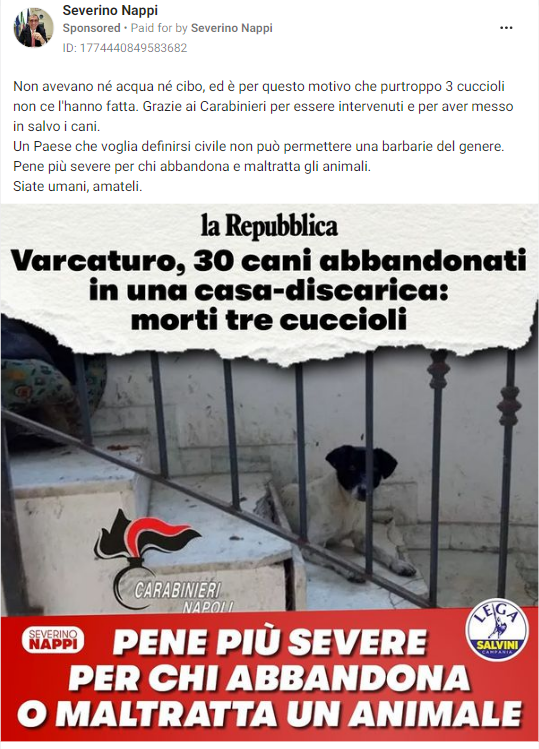 Severino Nappi
Sponsored • Paid for by Severino Nappi
ID: 1774440849583682
Non avevano né acqua né cibo, ed è per questo motivo che purtroppo 3 cuccioli
non ce l'hanno fatta. Grazie ai Carabinieri per essere intervenuti e per aver messo
in salvo i cani.
Un Paese che voglia definirsi civile non può permettere una barbarie del genere.
Pene più severe per chi abbandona e maltratta gli animali.
Siate umani, amateli.
la Repubblica
Varcaturo, 30 cani abbandonati
in una casa-discarica:
morti tre cuccioli
CARABINIERI
NAPOLI
SEVERINO
NAPPI
PENE PIÙ SEVERE
PER CHI ABBANDONA
O MALTRATTA UN ANIMALE
LEGA
SALVINI
CAMPANIA